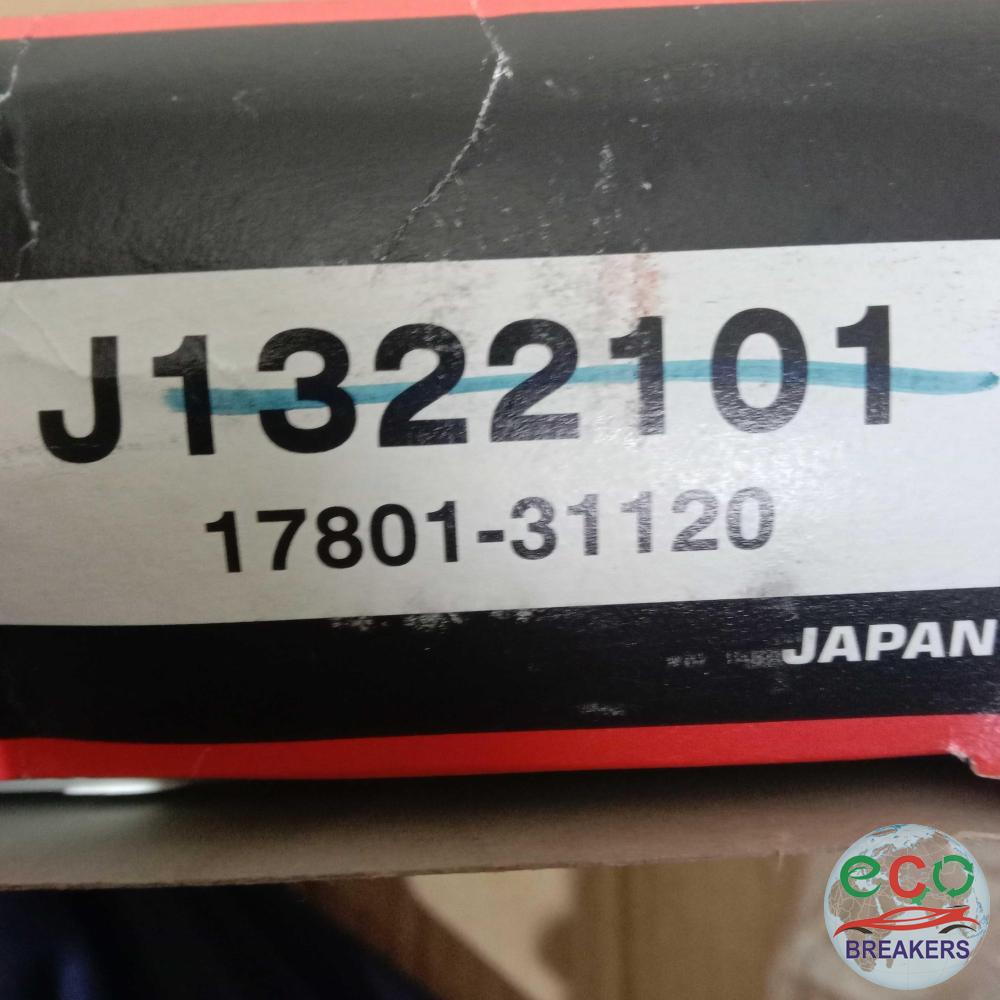 J1322101
17801-31120
JAPAN
eco
BREAKERS